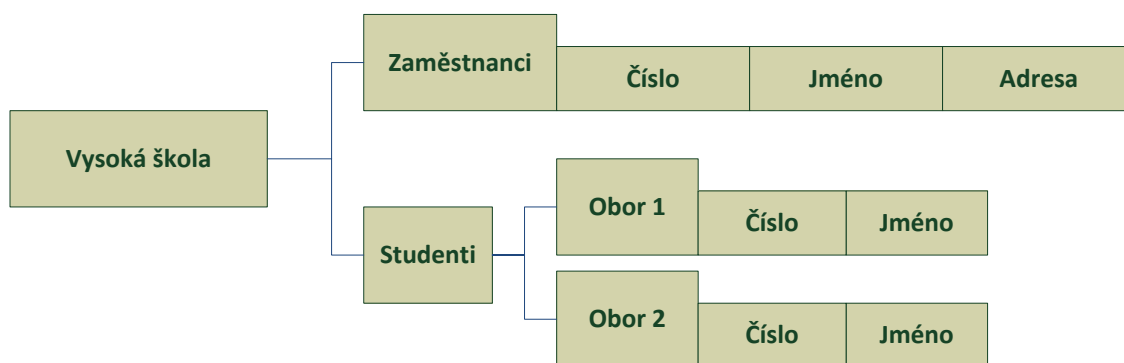 Zaměstnanci
Číslo
Jméno
Adresa
Vysoká škola
Studenti
Obor 1
Číslo
Jméno
Obor 2
Číslo
Jméno